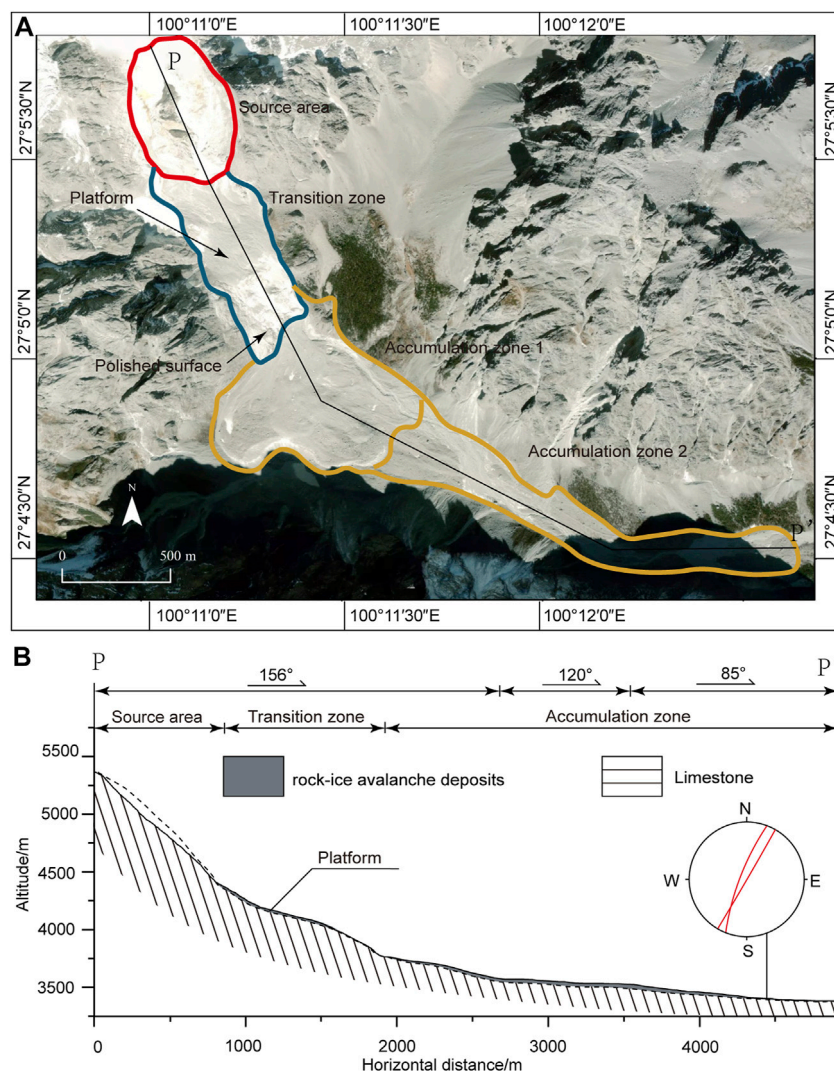 A
100°11′0″E
100°11′30″E
100°12′0″E
27°5′30″N
27°5′30″N
P
Source area
Platform
Transition zone
27°5′0″N
27°5′0″N
Polished surface
Accumulation zone 1
Accumulation zone 2
27°4′30″N
27°4′30″N
N
P'
0
500 m
100°11′0″E
100°11′30″E
100°12′0″E
B
P
P
156°
120°
85°
Source area
Transition zone
Accumulation zone
5500
rock-ice avalanche deposits
Limestone
5000
N
4500
Platform
W
E
4000
S
3500
Altitude/m
0
1000
2000
3000
4000
Horizontal distance/m